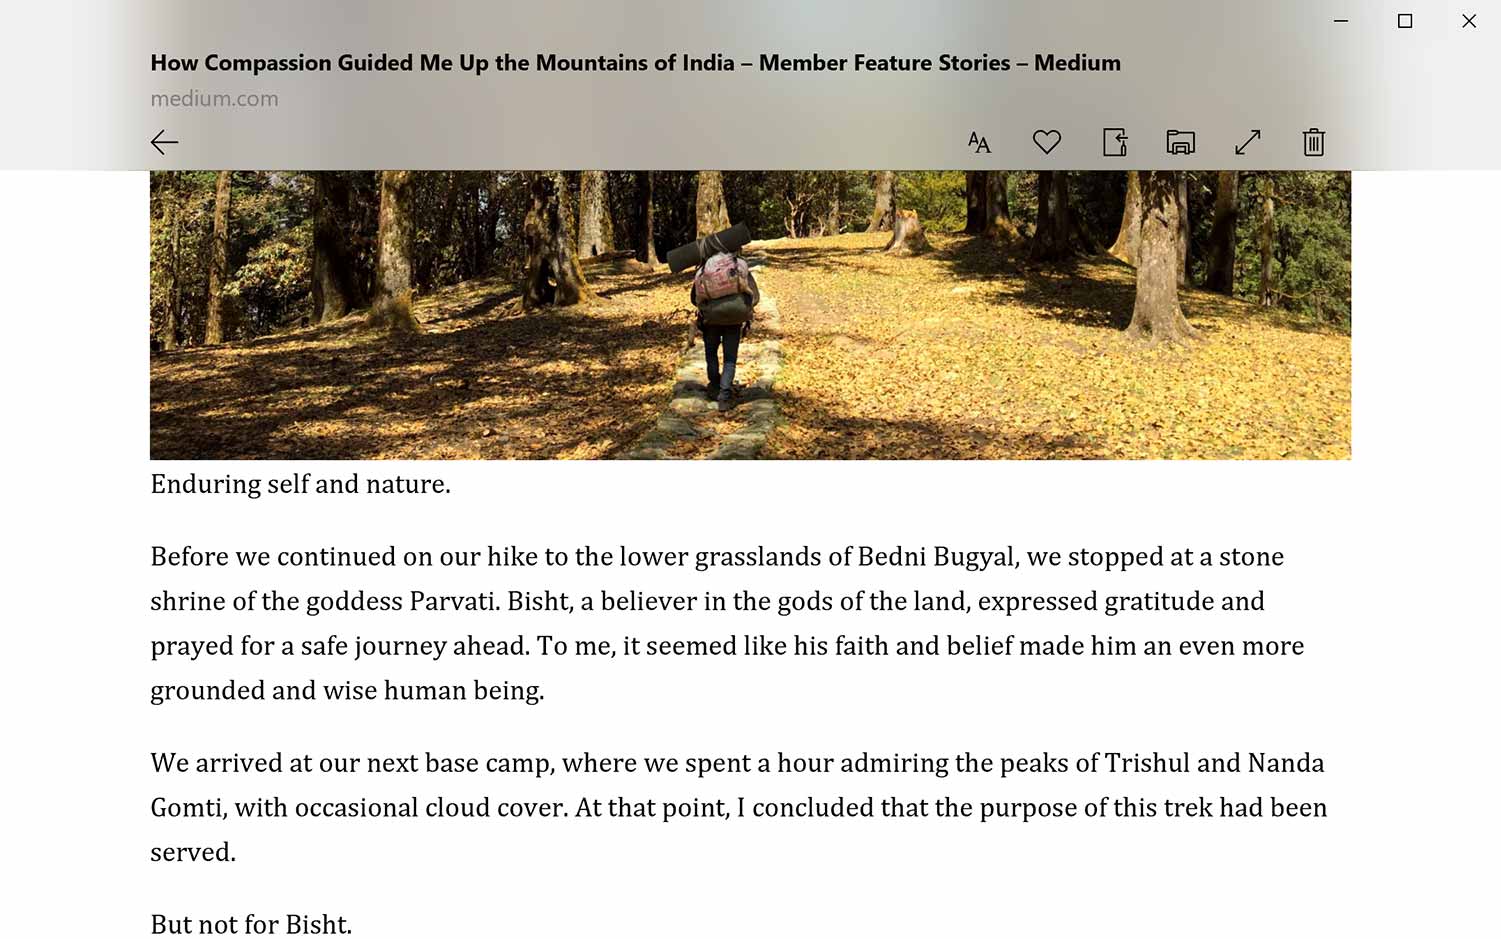 How Compassion Guided Me Up the Mountains of India – Member Feature Stories – Medium
medium.com
AA
Enduring self and nature.
Before we continued on our hike to the lower grasslands of Bedni Bugyal, we stopped at a stone
shrine of the goddess Parvati. Bisht, a believer in the gods of the land, expressed gratitude and
prayed for a safe journey ahead. To me, it seemed like his faith and belief made him an even more
grounded and wise human being.
We arrived at our next base camp, where we spent a hour admiring the peaks of Trishul and Nanda
Gomti, with occasional cloud cover. At that point, I concluded that the purpose of this trek had been
served.
But not for Bisht.